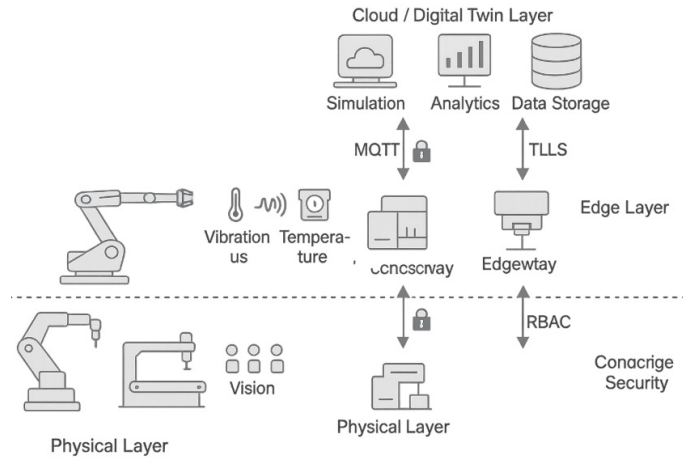 Cloud / Digital Twin Layer
Simulation
Analytics
Data Storage
MQTT
TLLS
Vibration
us
Tempera-
ture
Edgewtay
Edge Layer
RBAC
Vision
Physical Layer
Conacrige
Security
Physical Layer